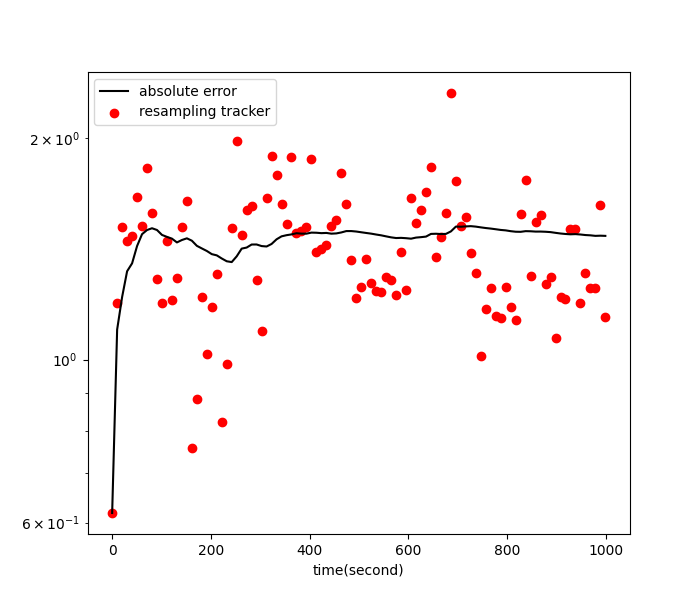 absolute error
resampling tracker
2 × 10⁰
10⁰
6 × 10⁻¹
0 200 400 600 800 1000
time(second)